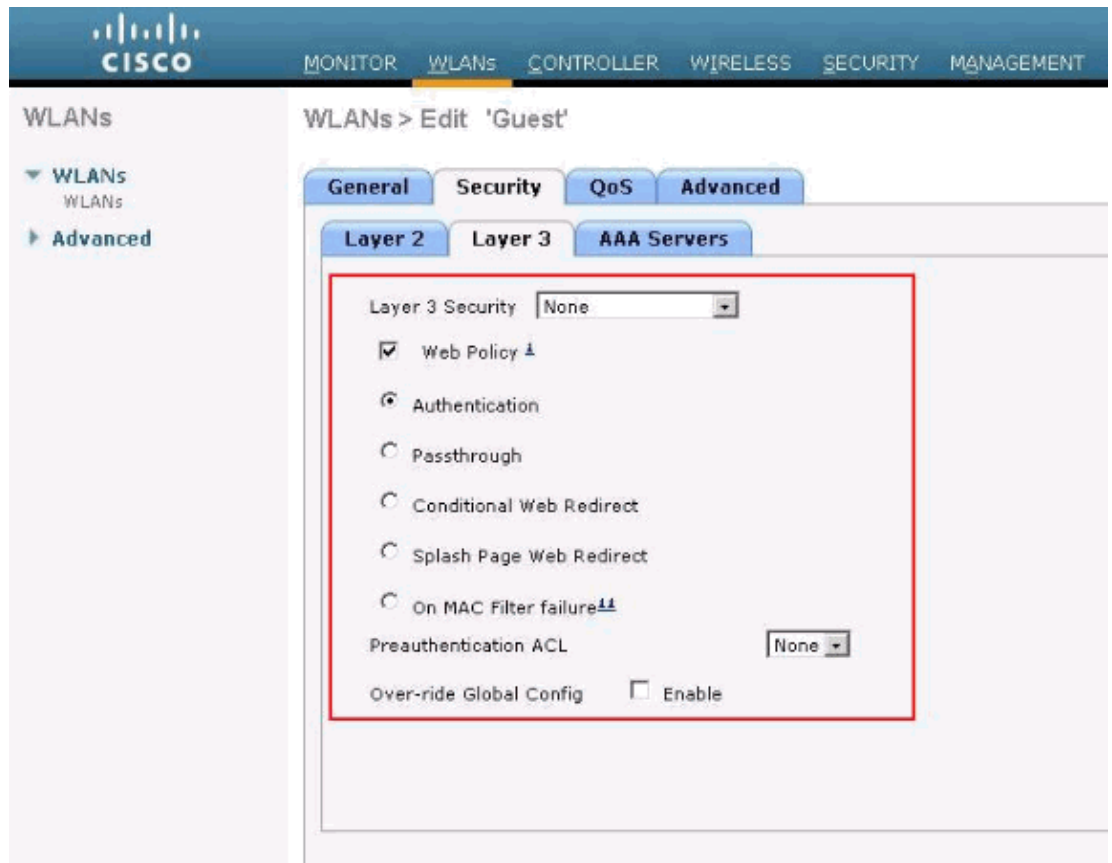 CISCO
MONITOR WLANs CONTROLLER WIRELESS SECURITY MANAGEMENT
WLANs
WLANs
WLANs
Advanced
WLANs > Edit 'Guest'
General Security QoS Advanced
Layer 2 Layer 3 AAA Servers
Layer 3 Security None
Web Policy 1
Authentication
Passthrough
Conditional Web Redirect
Splash Page Web Redirect
On MAC Filter failure11
Preauthentication ACL None
Over-ride Global Config Enable